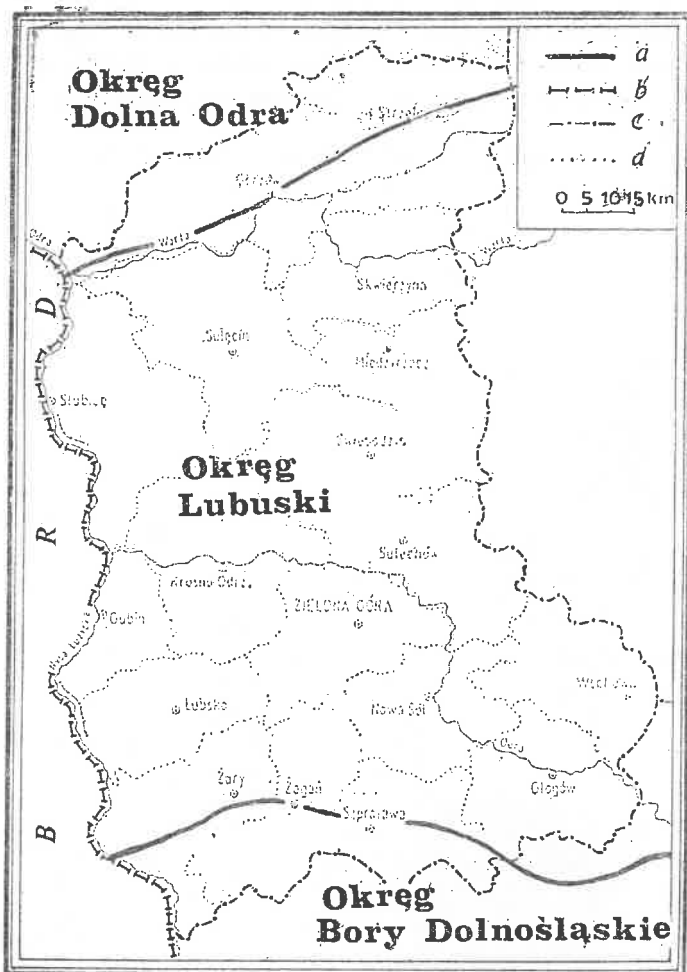 Okręg
Dolna Odra
a
b
c
d
0 5 10 15 km
Odra
Warta
Warta
Skwierzyna
Sulęcin
Międzyrzecz
D
Słubice
Okręg
Lubuski
R
Sulechów
Krosno Odrz.
ZIELONA GÓRA
Gubin
Lubsko
Nowa Sól
Odra
Głogów
Żary
Żagań
Szprotawa
B
Okręg
Bory Dolnośląskie